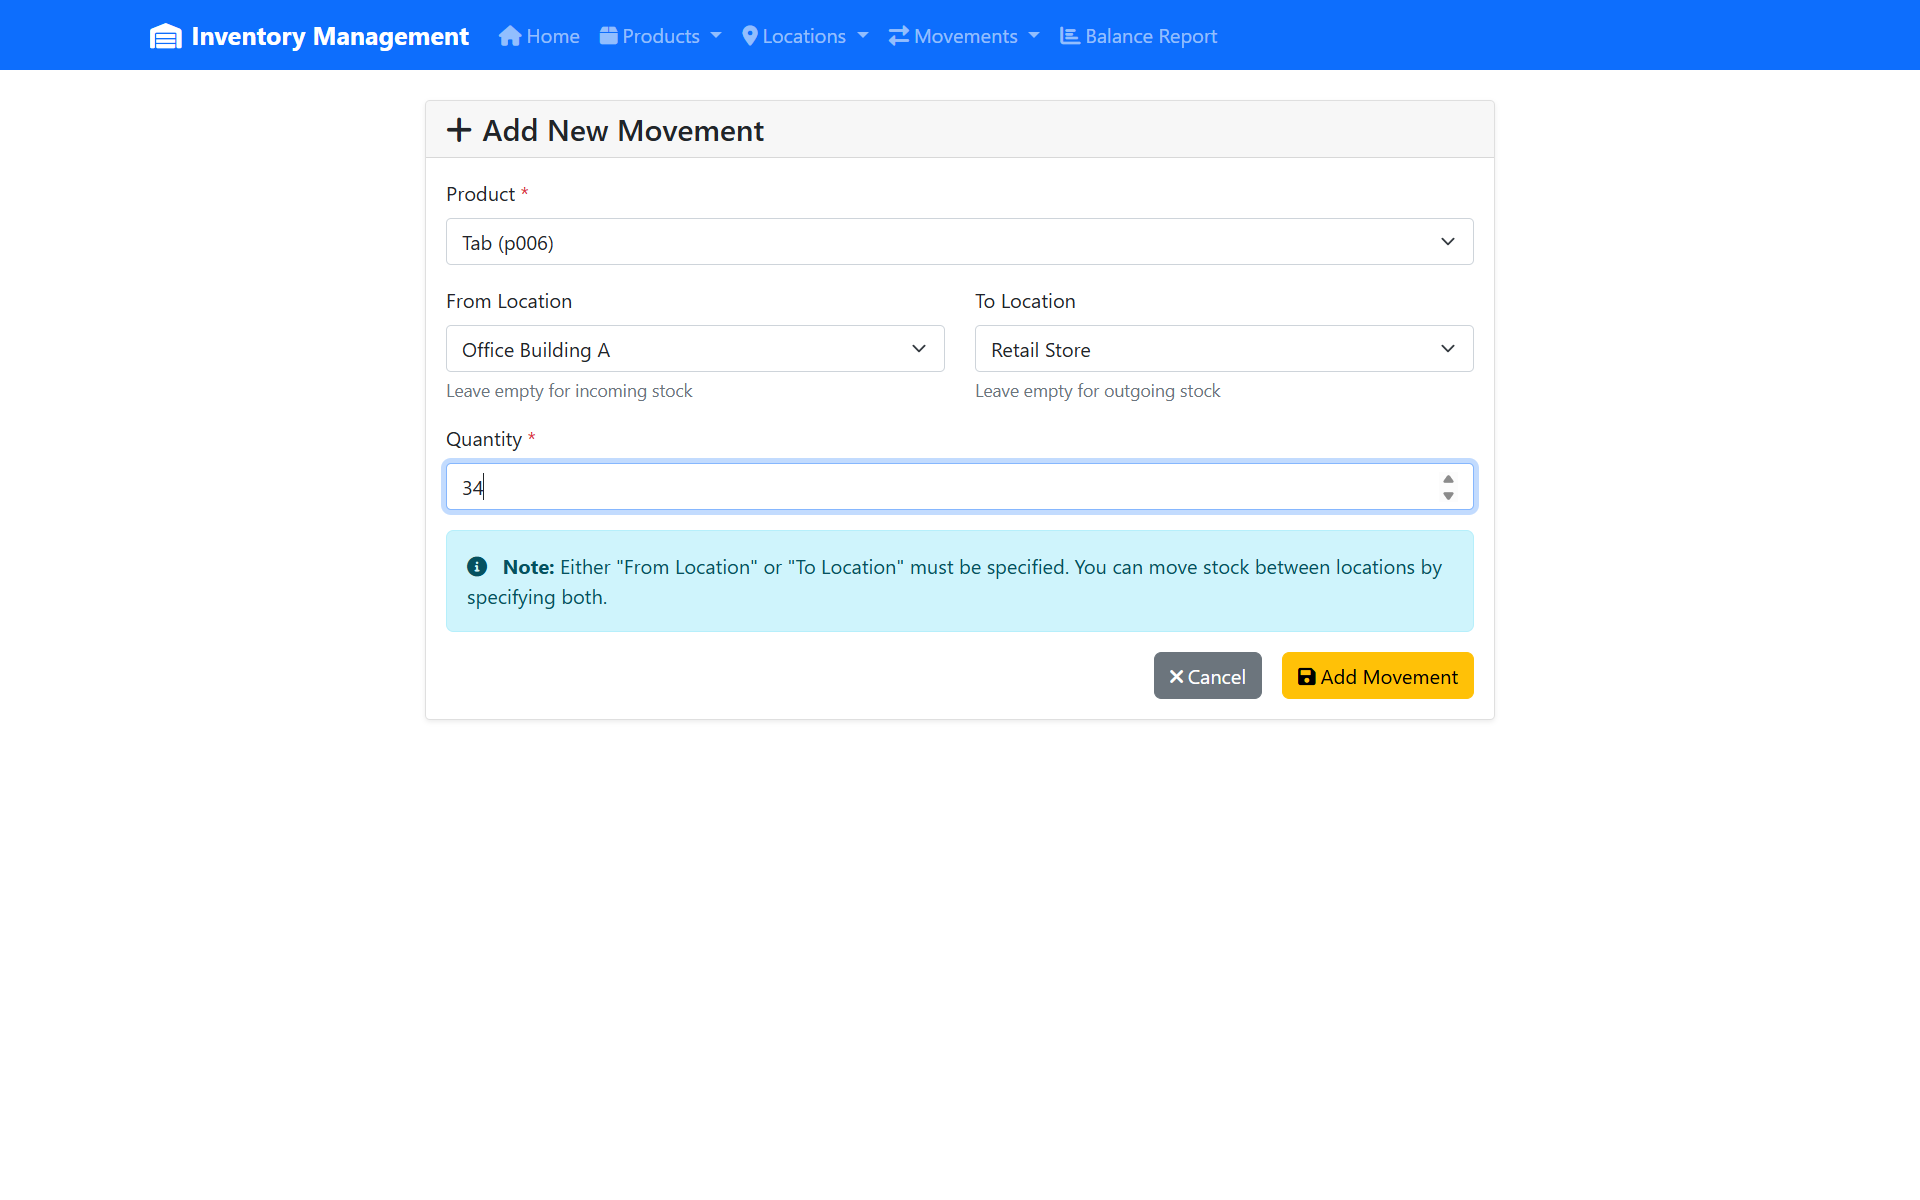 Inventory Management Home Products Locations Movements Balance Report
Add New Movement
Product *
Tab (p006)
From Location To Location
Office Building A Retail Store
Leave empty for incoming stock Leave empty for outgoing stock
Quantity *
34
Note: Either "From Location" or "To Location" must be specified. You can move stock between locations by
specifying both.
Cancel Add Movement